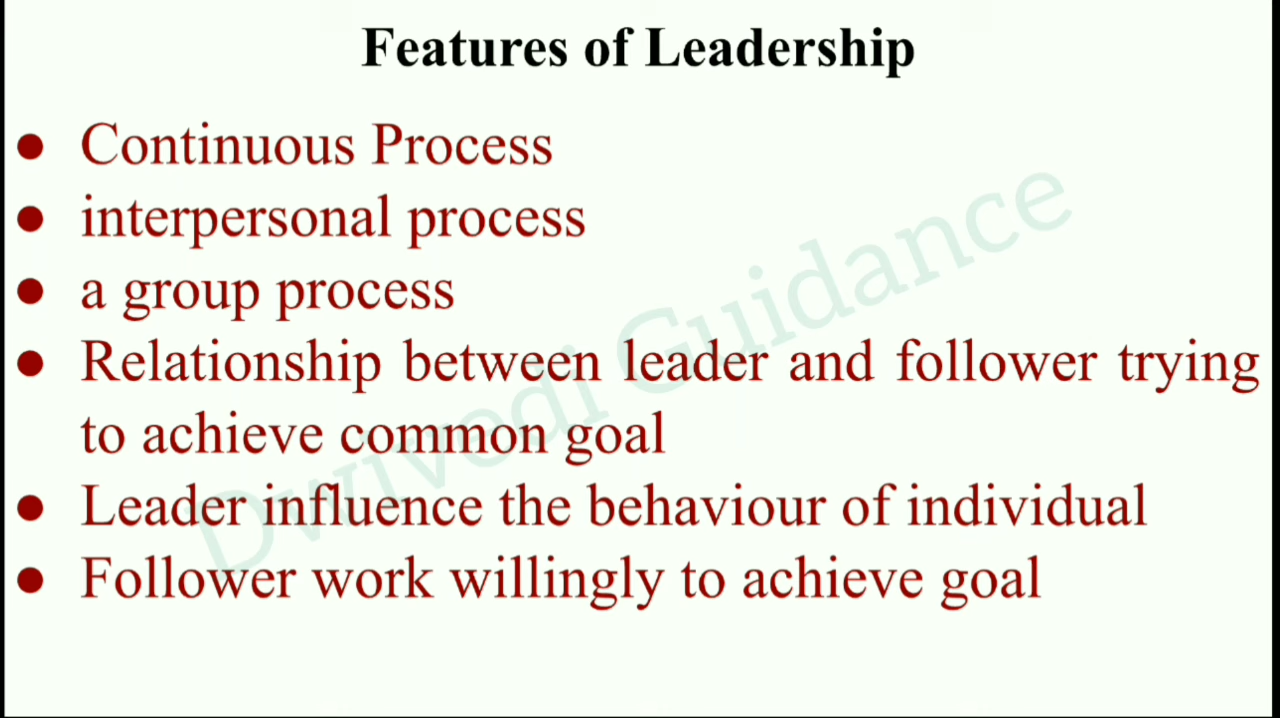 Features of Leadership
● Continuous Process
● interpersonal process
● a group process
● Relationship between leader and follower trying
to achieve common goal
● Leader influence the behaviour of individual
● Follower work willingly to achieve goal
Dwivedi Guidance